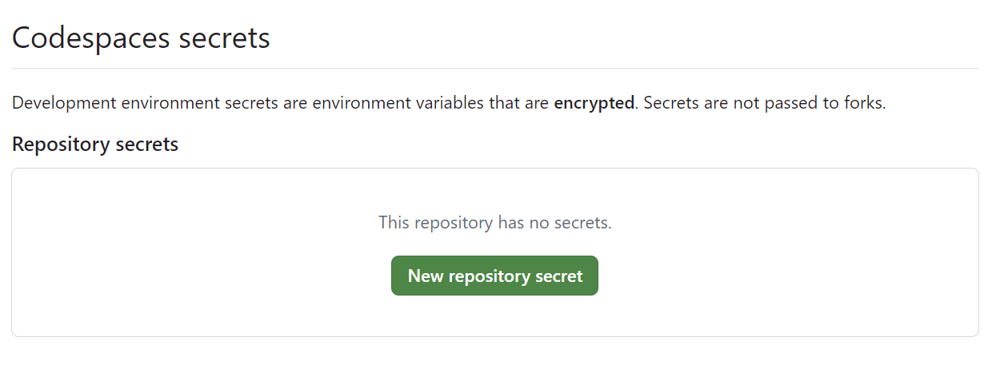 Codespaces secrets
Development environment secrets are environment variables that are encrypted. Secrets are not passed to forks.
Repository secrets
This repository has no secrets.
New repository secret